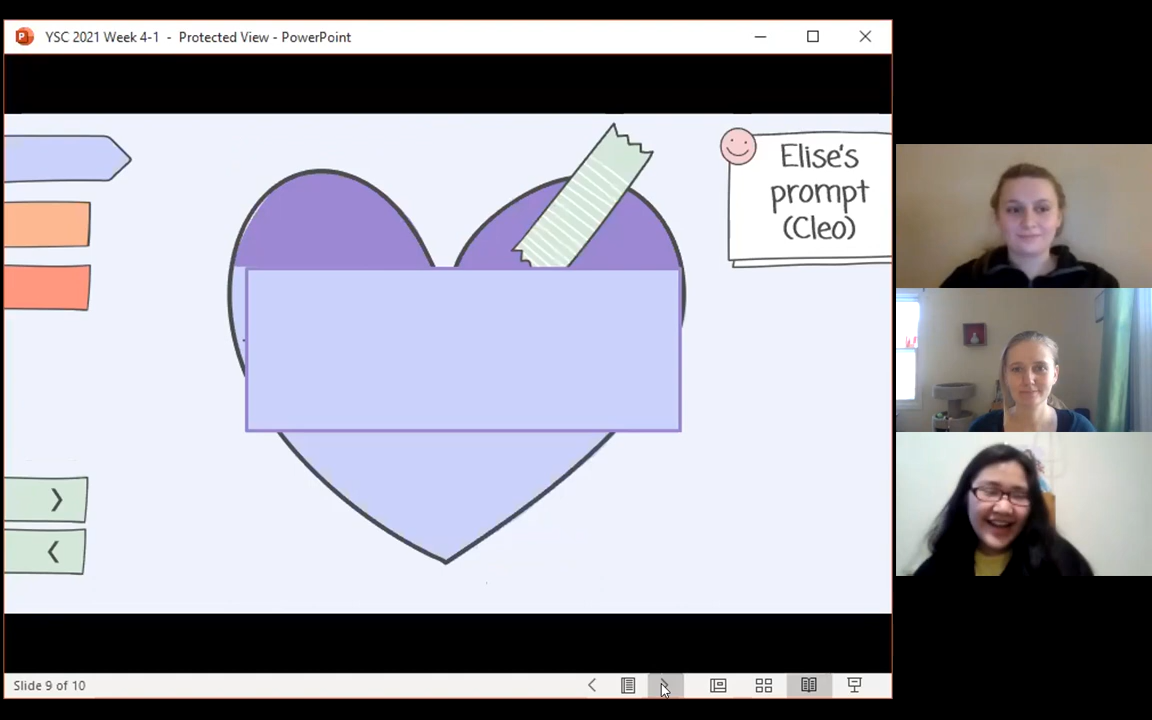 YSC 2021 Week 4-1 - Protected View - PowerPoint
Elise's
prompt
(Cleo)
Slide 9 of 10